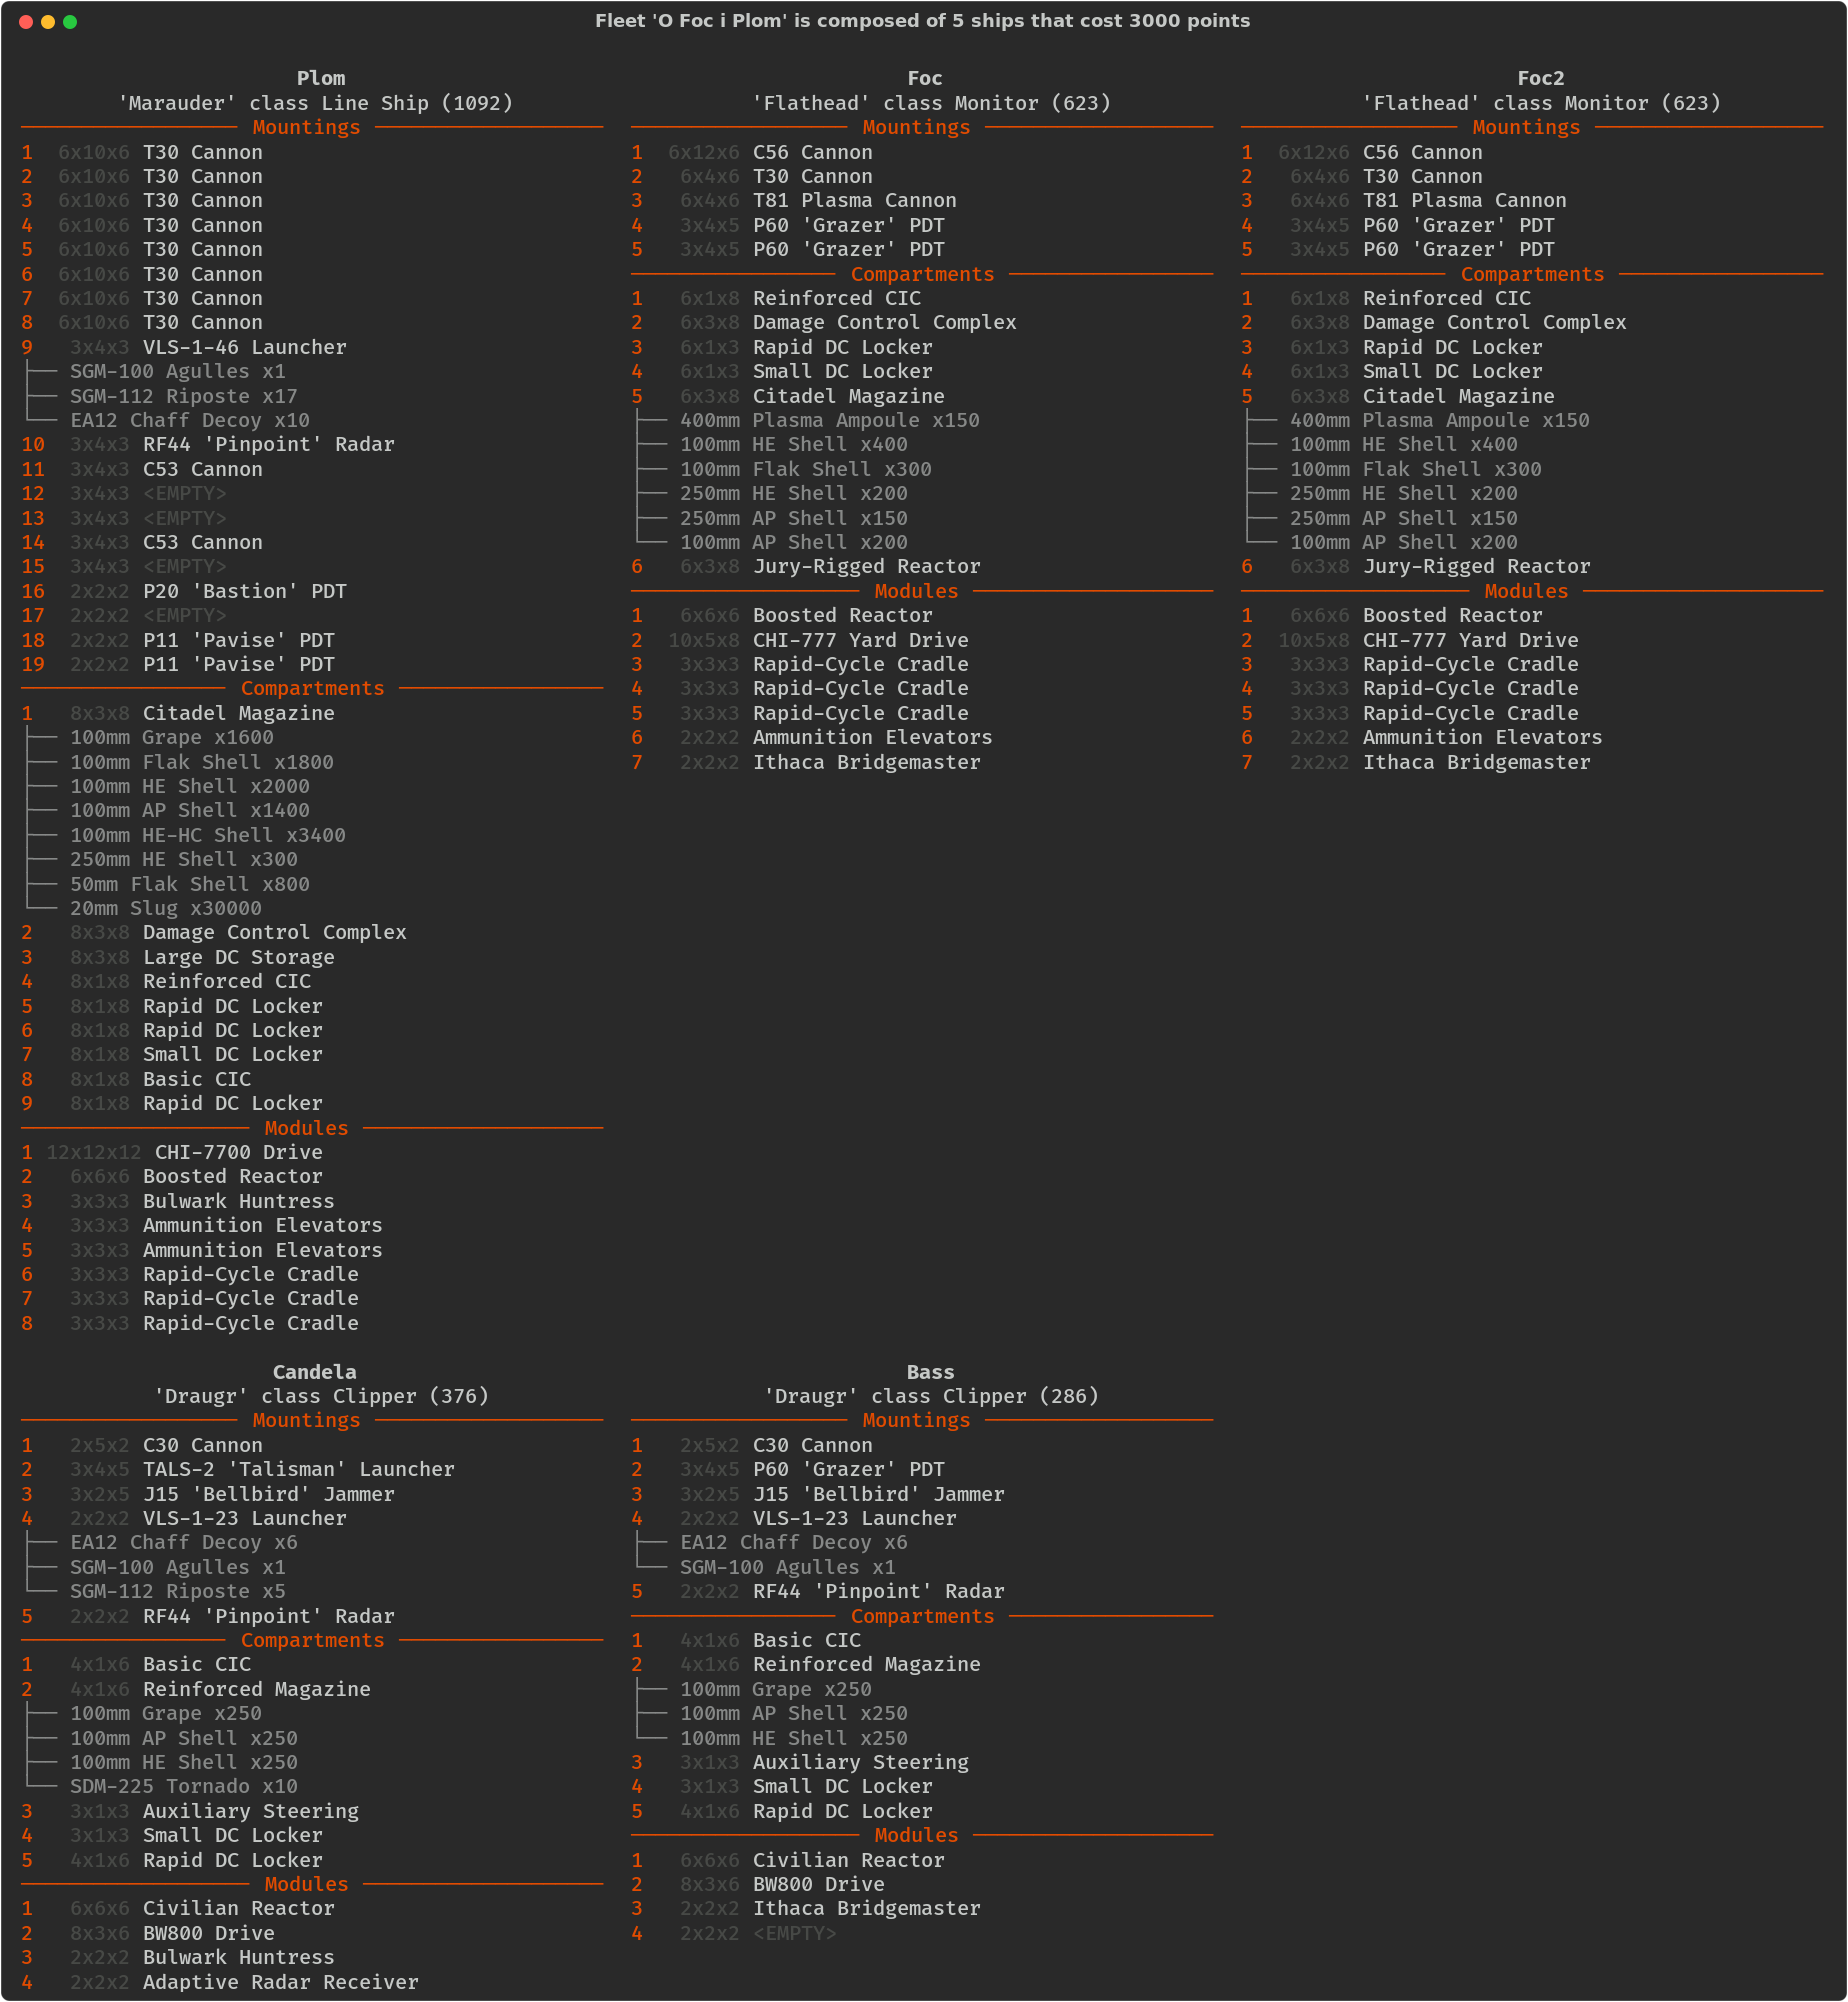 Fleet 'O Foc i Plom' is composed of 5 ships that cost 3000 points
Plom
'Marauder' class Line Ship (1092)
Mountings
1 6x10x6 T30 Cannon
2 6x10x6 T30 Cannon
3 6x10x6 T30 Cannon
4 6x10x6 T30 Cannon
5 6x10x6 T30 Cannon
6 6x10x6 T30 Cannon
7 6x10x6 T30 Cannon
8 6x10x6 T30 Cannon
9 3x4x3 VLS-1-46 Launcher
SGM-100 Agulles x1
SGM-112 Riposte x17
EA12 Chaff Decoy x10
10 3x4x3 RF44 'Pinpoint' Radar
11 3x4x3 C53 Cannon
12 3x4x3 <EMPTY>
13 3x4x3 <EMPTY>
14 3x4x3 C53 Cannon
15 3x4x3 <EMPTY>
16 2x2x2 P20 'Bastion' PDT
17 2x2x2 <EMPTY>
18 2x2x2 P11 'Pavise' PDT
19 2x2x2 P11 'Pavise' PDT
Compartments
1 8x3x8 Citadel Magazine
100mm Grape x1600
100mm Flak Shell x1800
100mm HE Shell x2000
100mm AP Shell x1400
100mm HE-HC Shell x3400
250mm HE Shell x300
50mm Flak Shell x800
20mm Slug x30000
2 8x3x8 Damage Control Complex
3 8x3x8 Large DC Storage
4 8x1x8 Reinforced CIC
5 8x1x8 Rapid DC Locker
6 8x1x8 Rapid DC Locker
7 8x1x8 Small DC Locker
8 8x1x8 Basic CIC
9 8x1x8 Rapid DC Locker
Modules
1 12x12x12 CHI-7700 Drive
2 6x6x6 Boosted Reactor
3 3x3x3 Bulwark Huntress
4 3x3x3 Ammunition Elevators
5 3x3x3 Ammunition Elevators
6 3x3x3 Rapid-Cycle Cradle
7 3x3x3 Rapid-Cycle Cradle
8 3x3x3 Rapid-Cycle Cradle
Foc
'Flathead' class Monitor (623)
Mountings
1 6x12x6 C56 Cannon
2 6x4x6 T30 Cannon
3 6x4x6 T81 Plasma Cannon
4 3x4x5 P60 'Grazer' PDT
5 3x4x5 P60 'Grazer' PDT
Compartments
1 6x1x8 Reinforced CIC
2 6x3x8 Damage Control Complex
3 6x1x3 Rapid DC Locker
4 6x1x3 Small DC Locker
5 6x3x8 Citadel Magazine
400mm Plasma Ampoule x150
100mm HE Shell x400
100mm Flak Shell x300
250mm HE Shell x200
250mm AP Shell x150
100mm AP Shell x200
6 6x3x8 Jury-Rigged Reactor
Modules
1 6x6x6 Boosted Reactor
2 10x5x8 CHI-777 Yard Drive
3 3x3x3 Rapid-Cycle Cradle
4 3x3x3 Rapid-Cycle Cradle
5 3x3x3 Rapid-Cycle Cradle
6 2x2x2 Ammunition Elevators
7 2x2x2 Ithaca Bridgemaster
Foc2
'Flathead' class Monitor (623)
Mountings
1 6x12x6 C56 Cannon
2 6x4x6 T30 Cannon
3 6x4x6 T81 Plasma Cannon
4 3x4x5 P60 'Grazer' PDT
5 3x4x5 P60 'Grazer' PDT
Compartments
1 6x1x8 Reinforced CIC
2 6x3x8 Damage Control Complex
3 6x1x3 Rapid DC Locker
4 6x1x3 Small DC Locker
5 6x3x8 Citadel Magazine
400mm Plasma Ampoule x150
100mm HE Shell x400
100mm Flak Shell x300
250mm HE Shell x200
250mm AP Shell x150
100mm AP Shell x200
6 6x3x8 Jury-Rigged Reactor
Modules
1 6x6x6 Boosted Reactor
2 10x5x8 CHI-777 Yard Drive
3 3x3x3 Rapid-Cycle Cradle
4 3x3x3 Rapid-Cycle Cradle
5 3x3x3 Rapid-Cycle Cradle
6 2x2x2 Ammunition Elevators
7 2x2x2 Ithaca Bridgemaster
Candela
'Draugr' class Clipper (376)
Mountings
1 2x5x2 C30 Cannon
2 3x4x5 TALS-2 'Talisman' Launcher
3 3x2x5 J15 'Bellbird' Jammer
4 2x2x2 VLS-1-23 Launcher
EA12 Chaff Decoy x6
SGM-100 Agulles x1
SGM-112 Riposte x5
5 2x2x2 RF44 'Pinpoint' Radar
Compartments
1 4x1x6 Basic CIC
2 4x1x6 Reinforced Magazine
100mm Grape x250
100mm AP Shell x250
100mm HE Shell x250
SDM-225 Tornado x10
3 3x1x3 Auxiliary Steering
4 3x1x3 Small DC Locker
5 4x1x6 Rapid DC Locker
Modules
1 6x6x6 Civilian Reactor
2 8x3x6 BW800 Drive
3 2x2x2 Bulwark Huntress
4 2x2x2 Adaptive Radar Receiver
Bass
'Draugr' class Clipper (286)
Mountings
1 2x5x2 C30 Cannon
2 3x4x5 P60 'Grazer' PDT
3 3x2x5 J15 'Bellbird' Jammer
4 2x2x2 VLS-1-23 Launcher
EA12 Chaff Decoy x6
SGM-100 Agulles x1
5 2x2x2 RF44 'Pinpoint' Radar
Compartments
1 4x1x6 Basic CIC
2 4x1x6 Reinforced Magazine
100mm Grape x250
100mm AP Shell x250
100mm HE Shell x250
3 3x1x3 Auxiliary Steering
4 3x1x3 Small DC Locker
5 4x1x6 Rapid DC Locker
Modules
1 6x6x6 Civilian Reactor
2 8x3x6 BW800 Drive
3 2x2x2 Ithaca Bridgemaster
4 2x2x2 <EMPTY>